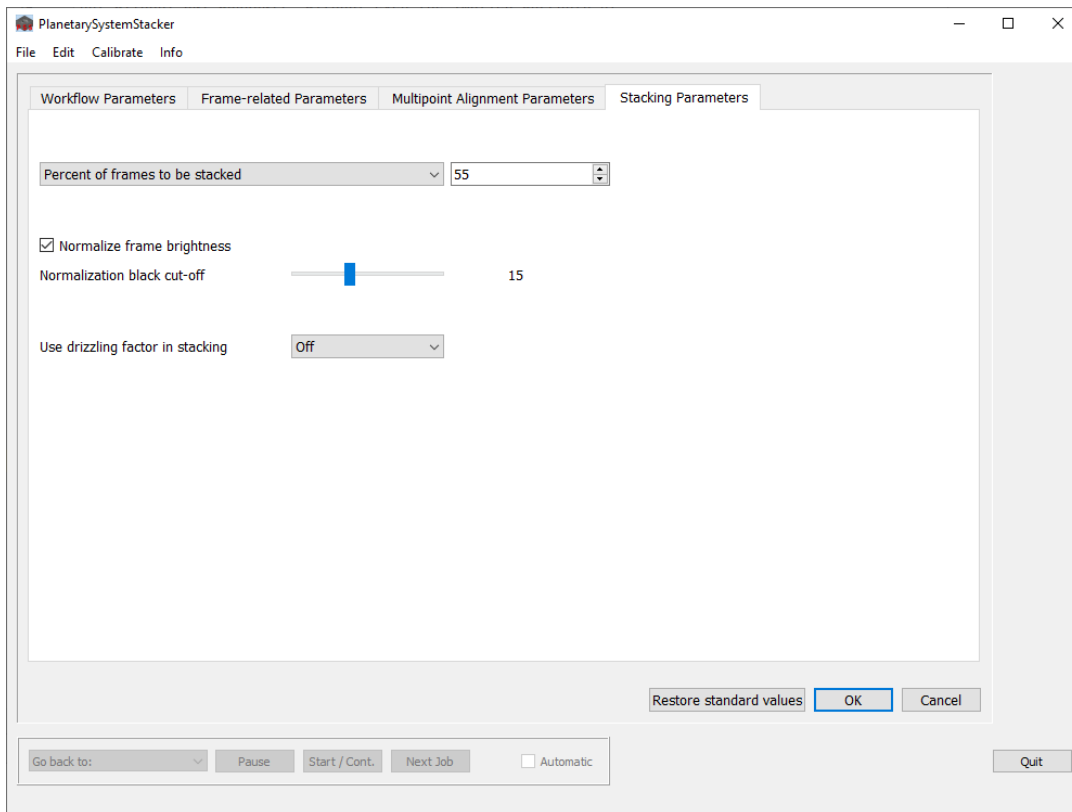 PlanetarySystemStacker
File Edit Calibrate Info
Workflow Parameters Frame-related Parameters Multipoint Alignment Parameters Stacking Parameters
Percent of frames to be stacked 55
Normalize frame brightness
Normalization black cut-off 15
Use drizzling factor in stacking Off
Restore standard values OK Cancel
Go back to: Pause Start / Cont. Next Job Automatic Quit